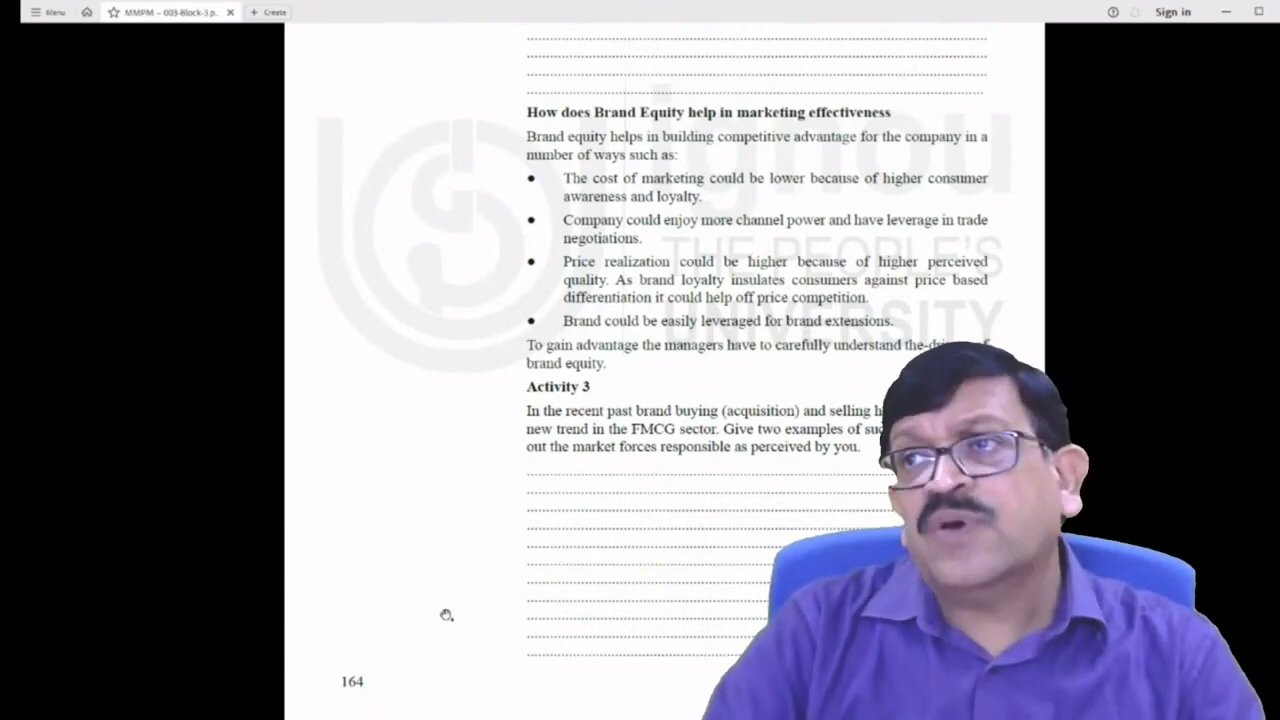 Menu
MMPM – 003-Block-3.p...
Create
Sign in
How does Brand Equity help in marketing effectiveness
Brand equity helps in building competitive advantage for the company in a
number of ways such as:
● The cost of marketing could be lower because of higher consumer
awareness and loyalty.
● Company could enjoy more channel power and have leverage in trade
negotiations.
● Price realization could be higher because of higher perceived
quality. As brand loyalty insulates consumers against price based
differentiation it could help off price competition.
● Brand could be easily leveraged for brand extensions.
To gain advantage the managers have to carefully understand
brand equity.
Activity 3
In the recent past brand buying (acquisition) and selling
new trend in the FMCG sector. Give two examples of
out the market forces responsible as perceived by you.
164
ignou
THE PEOPLE'S
UNIVERSITY